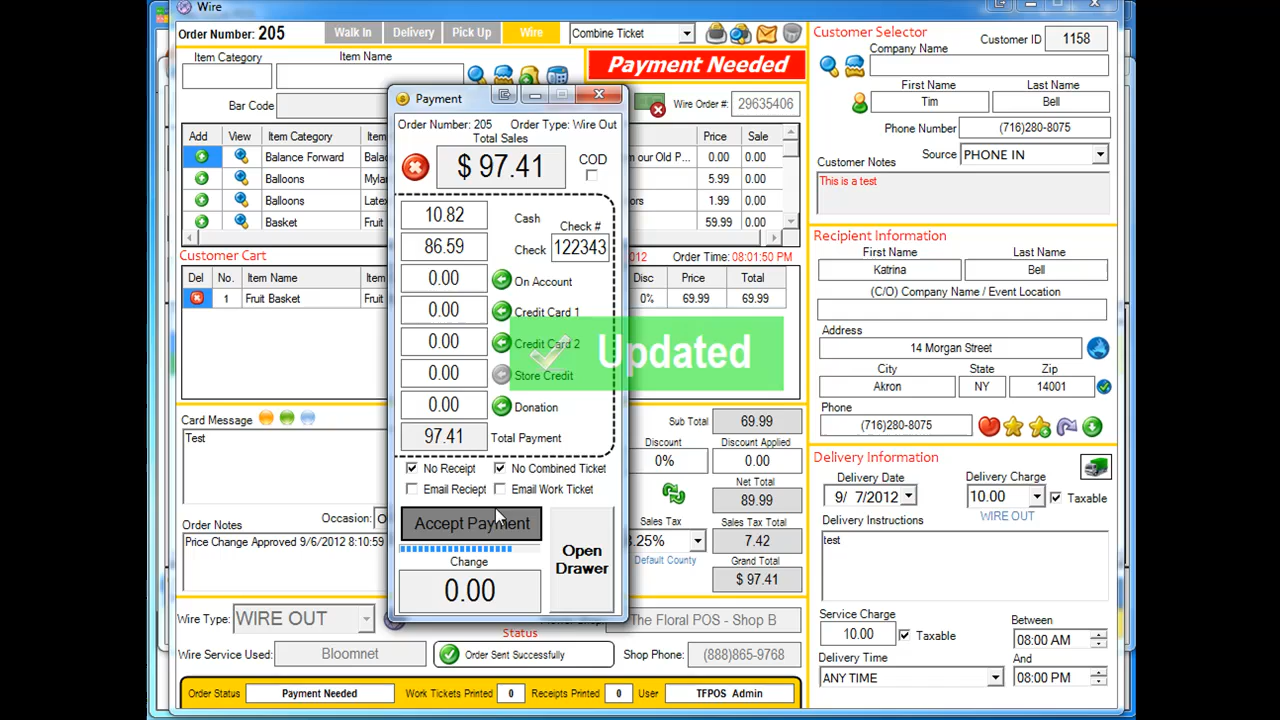 Wire
Order Number: 205
Walk In
Delivery
Pick Up
Wire
Combine Ticket
Item Category
Item Name
Payment Needed
Bar Code
Wire Order #: 29635406
Add View Item Category Item Price Sale
Balance Forward Balan m our Old P... 0.00 0.00
Balloons Mylar 5.99 0.00
Balloons Latex ors 1.99 0.00
Basket Fruit 59.99 0.00
Customer Cart
2012 Order Time: 08:01:50 PM
Del No. Item Name Item Disc Price Total
1 Fruit Basket Fruit 0% 69.99 69.99
Card Message
Test
Occasion: O
Order Notes
Price Change Approved 9/6/2012 8:10:59
Sub Total 69.99
Discount Discount Applied
0% 0.00
Net Total
89.99
Sales Tax Sales Tax Total
8.25% 7.42
Default County Grand Total
$ 97.41
Wire Type: WIRE OUT
The Floral POS - Shop B
Status
Wire Service Used: Bloomnet
Order Sent Successfully
Shop Phone: (888)865-9768
Order Status Payment Needed Work Tickets Printed 0 Receipts Printed 0 User TFPOS Admin
Payment
Order Number: 205 Order Type: Wire Out
Total Sales
$ 97.41
COD
10.82 Cash
Check #
86.59 Check 122343
0.00 On Account
0.00 Credit Card 1
0.00 Credit Card 2
0.00 Store Credit
0.00 Donation
97.41 Total Payment
No Receipt No Combined Ticket
Email Reciept Email Work Ticket
Accept Payment
Change
0.00
Open
Drawer
Updated
Customer Selector
Customer ID 1158
Company Name
First Name Last Name
Tim Bell
Phone Number (716)280-8075
Customer Notes Source PHONE IN
This is a test
Recipient Information
First Name Last Name
Katrina Bell
(C/O) Company Name / Event Location
Address
14 Morgan Street
City State Zip
Akron NY 14001
Phone
(716)280-8075
Delivery Information
Delivery Date Delivery Charge
9/ 7/2012 10.00 Taxable
WIRE OUT
Delivery Instructions
test
Service Charge Between
10.00 Taxable 08:00 AM
Delivery Time And
ANY TIME 08:00 PM